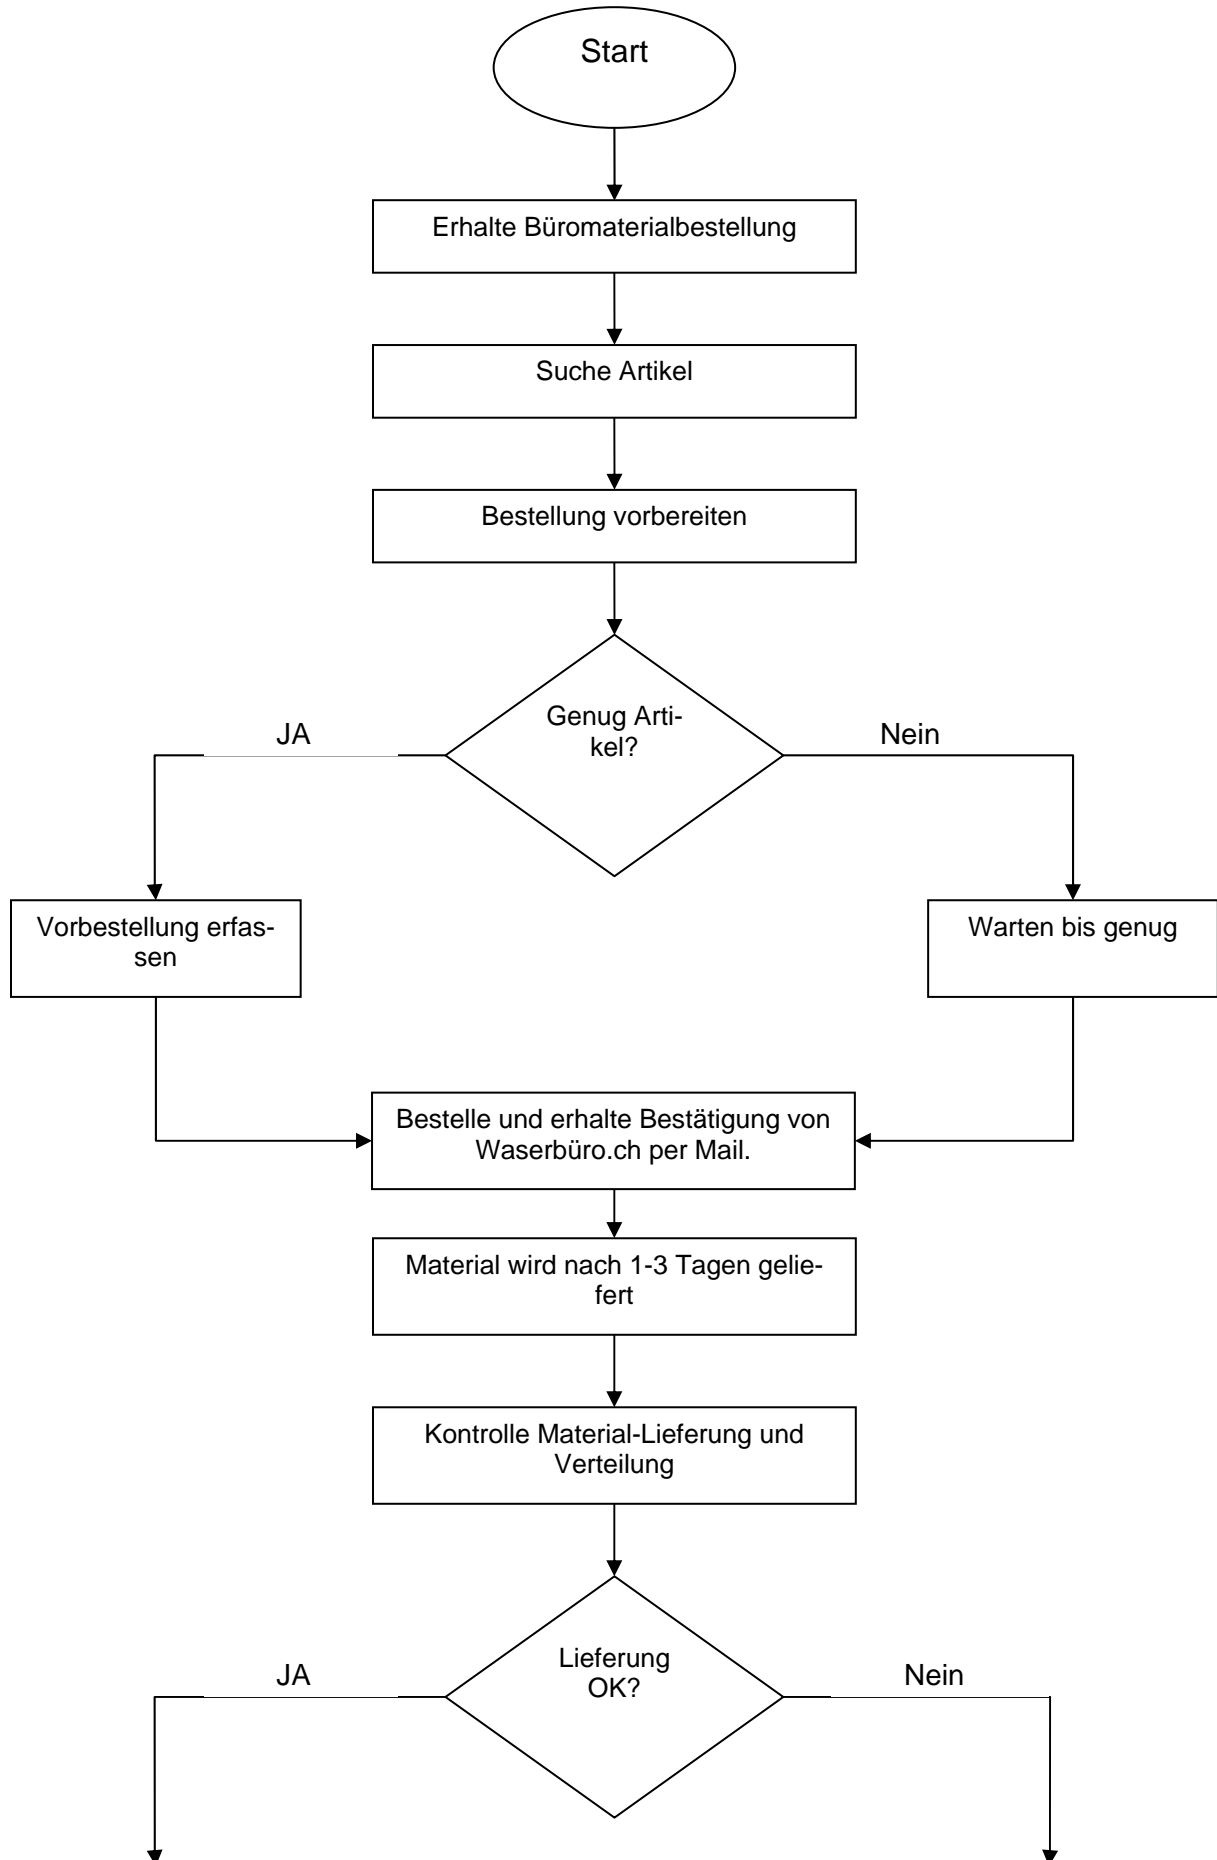 Start
Erhalte Büromaterialbestellung
Suche Artikel
Bestellung vorbereiten
Genug Arti-
kel?
JA
Nein
Vorbestellung erfas-
sen
Warten bis genug
Bestelle und erhalte Bestätigung von
Waserbüro.ch per Mail.
Material wird nach 1-3 Tagen gelie-
fert
Kontrolle Material-Lieferung und
Verteilung
Lieferung
OK?
JA
Nein